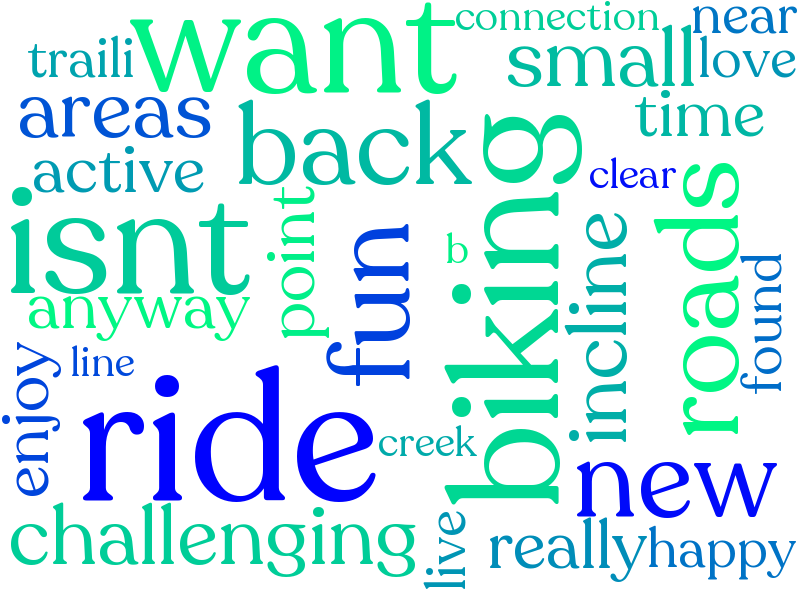 connection
near
want
traili
small
love
areas
back
time
active
biking
clear
isnt
point
b
roads
anyway
fun
incline
found
line
enjoy
ride
creek
new
challenging
live
really
happy